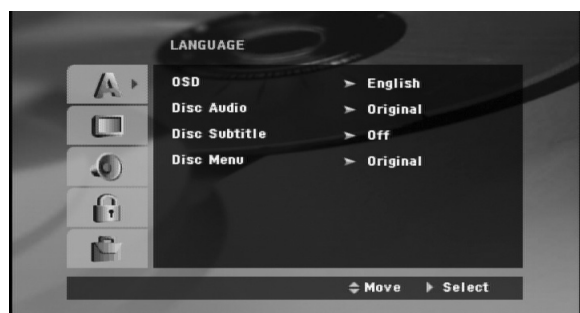 LANGUAGE
OSD ➢ English
Disc Audio ➢ Original
Disc Subtitle ➢ Off
Disc Menu ➢ Original
Move Select